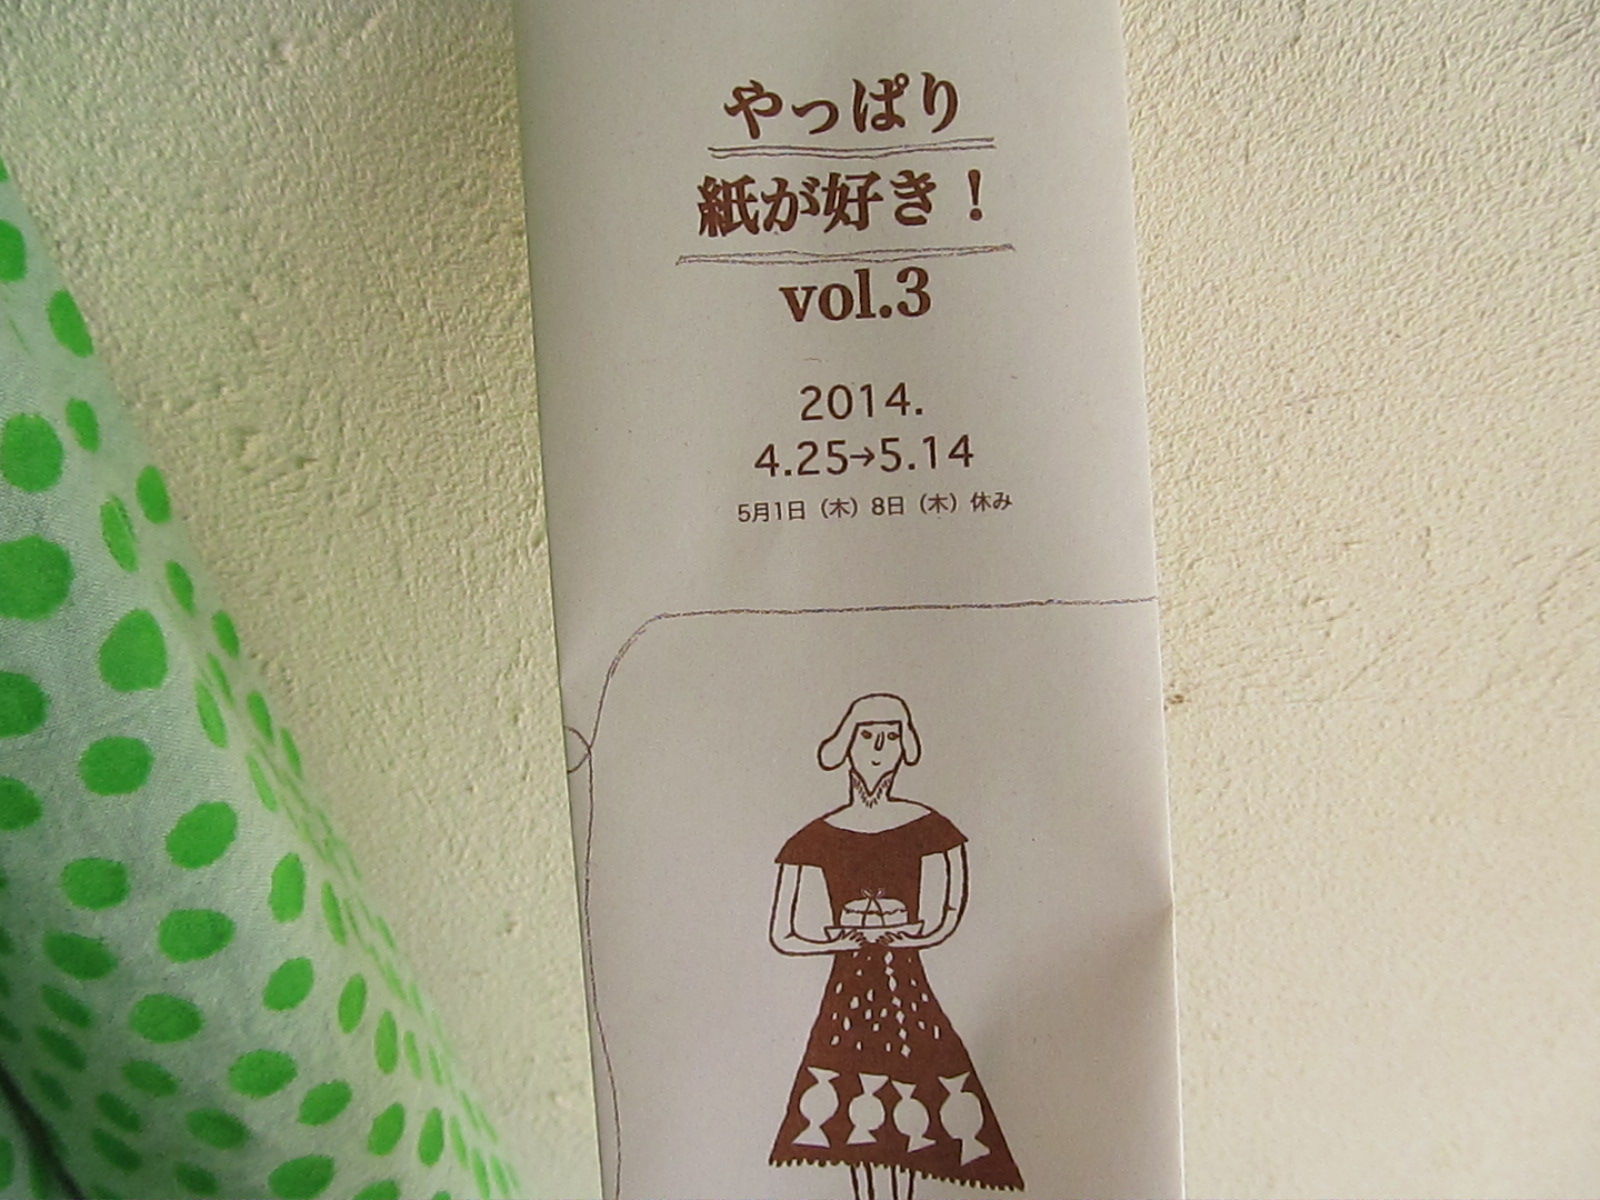 やっぱり
紙が好き！
vol.3
2014.
4.25→5.14
5月1日（木）8日（木）休み